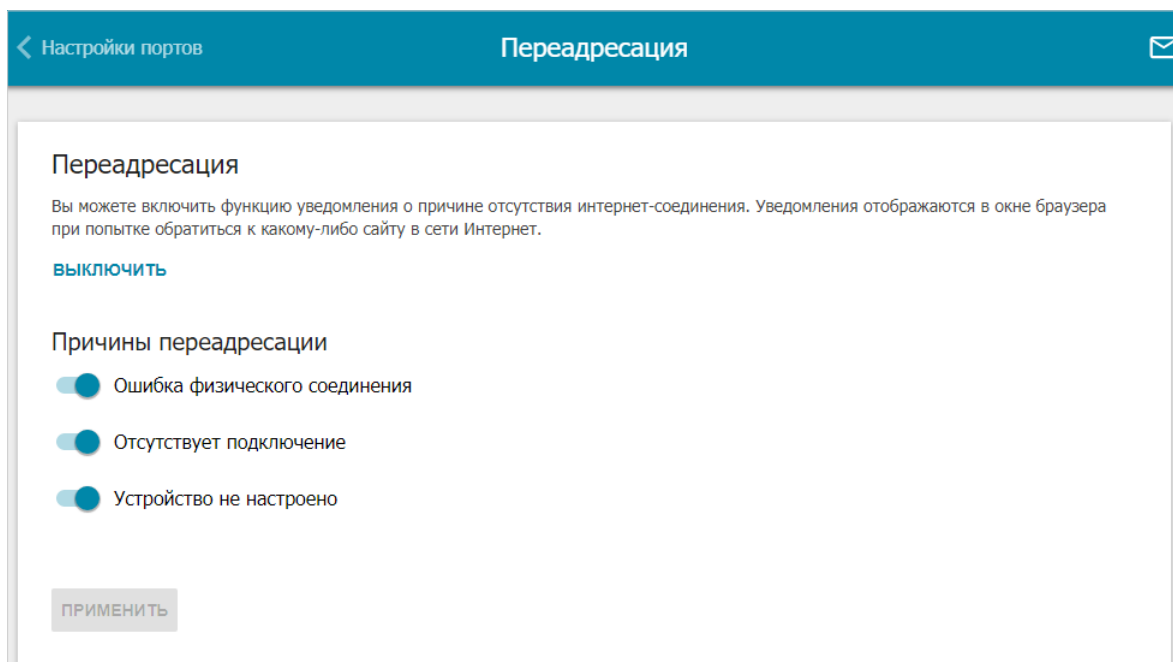 Настройки портов
Переадресация
Переадресация
Вы можете включить функцию уведомления о причине отсутствия интернет-соединения. Уведомления отображаются в окне браузера
при попытке обратиться к какому-либо сайту в сети Интернет.
ВЫКЛЮЧИТЬ
Причины переадресации
Ошибка физического соединения
Отсутствует подключение
Устройство не настроено
ПРИМЕНИТЬ